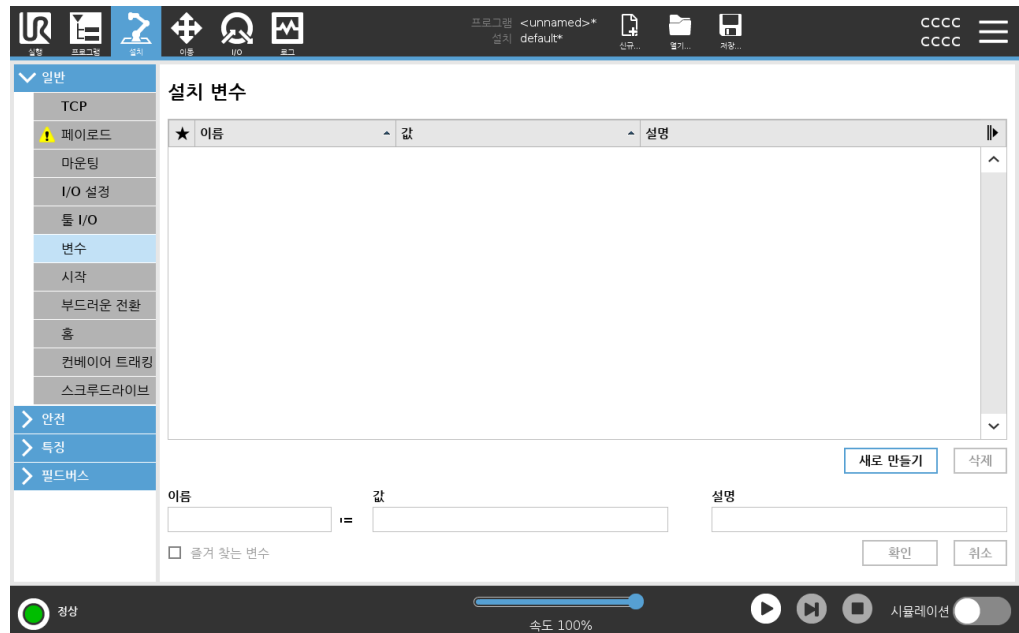 프로그램 <unnamed>*
설치 default*
UR
실행
프로그램
설치
이동
I/O
로그
신규...
열기...
저장...
CCCC
CCCC
일반
TCP
페이로드
마운팅
I/O 설정
툴 I/O
변수
시작
부드러운 전환
홈
컨베이어 트래킹
스크루드라이브
안전
특징
필드버스
설치 변수
이름 값 설명
새로 만들기 삭제
이름 값 설명
:=
즐겨 찾는 변수
확인 취소
정상
속도 100%
시뮬레이션